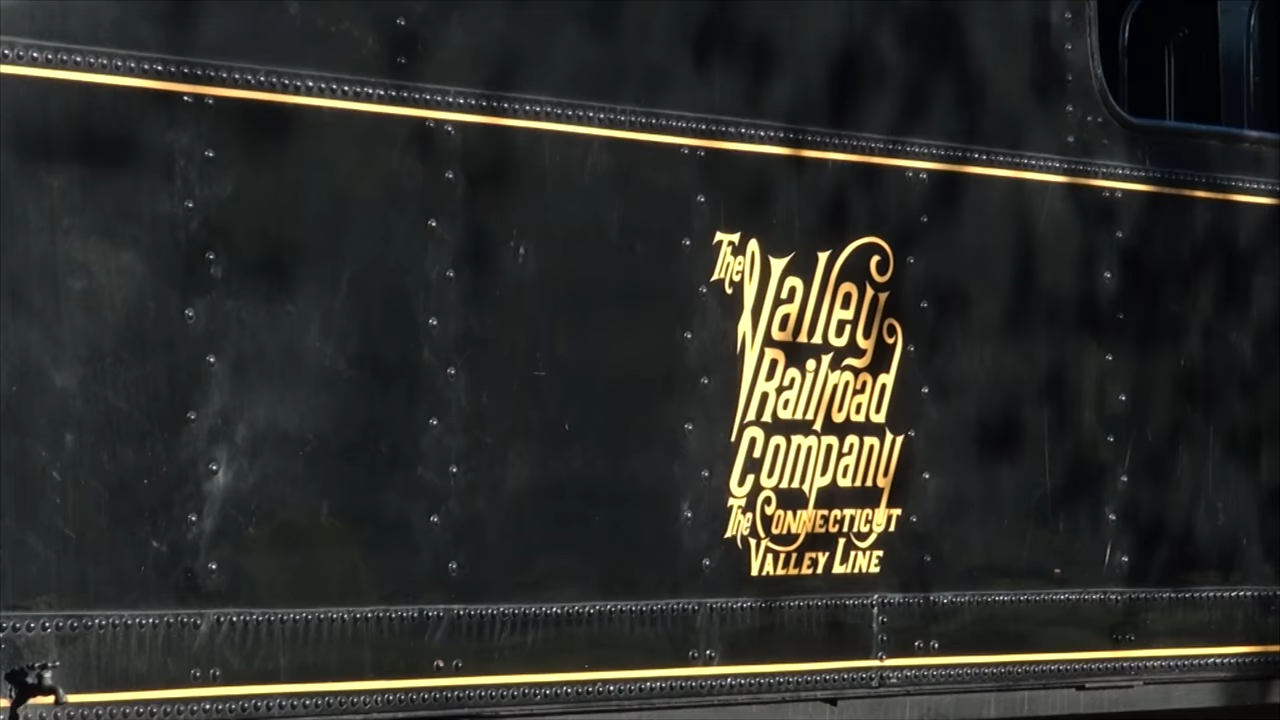 The
Valley
Railroad
Company
The Connecticut
Valley Line